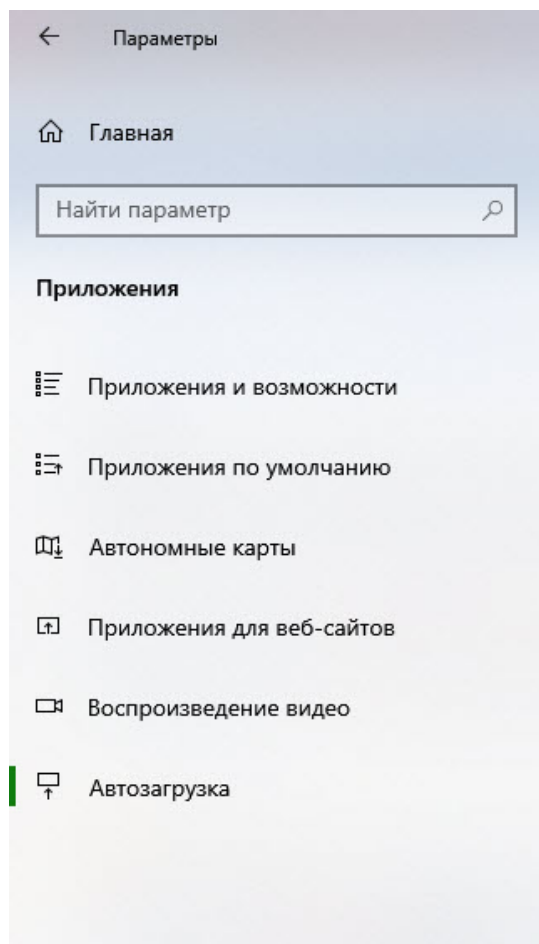 Параметры
Главная
Найти параметр
Приложения
Приложения и возможности
Приложения по умолчанию
Автономные карты
Приложения для веб-сайтов
Воспроизведение видео
Автозагрузка